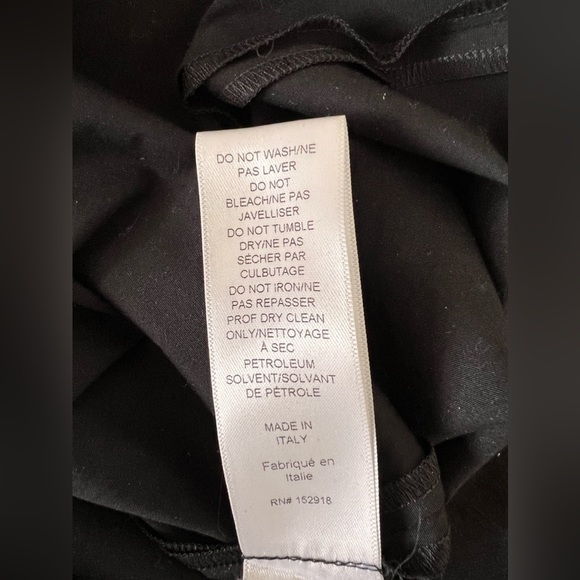 DO NOT WASH/NE
PAS LAVER
DO NOT
BLEACH/NE PAS
JAVELLISER
DO NOT TUMBLE
DRY/NE PAS
SÉCHER PAR
CULBUTAGE
DO NOT IRON/NE
PAS REPASSER
PROF DRY CLEAN
ONLY/NETTOYAGE
À SEC
PETROLEUM
SOLVENT/SOLVANT
DE PÉTROLE
MADE IN
ITALY
Fabriqué en
Italie
RN# 152918